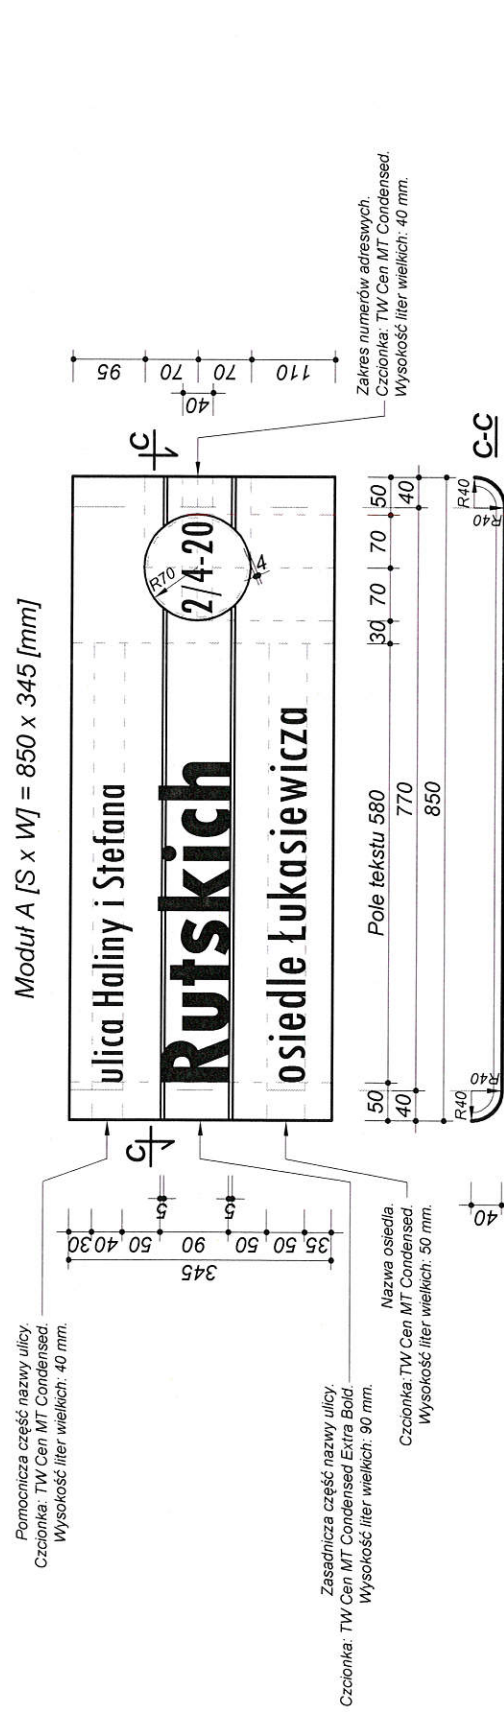 Moduł A [S x W] = 850 x 345 [mm]
Pomocnicza część nazwy ulicy.
Czcionka: TW Cen MT Condensed.
Wysokość liter wielkich: 40 mm.
Zasadnicza część nazwy ulicy.
Czcionka: TW Cen MT Condensed Extra Bold.
Wysokość liter wielkich: 90 mm.
Nazwa osiedla.
Czcionka:TW Cen MT Condensed.
Wysokość liter wielkich: 50 mm.
345
30
40
50
90
50
50
35
5
5
C
C
ulica Haliny i Stefana
Rutskich
osiedle Łukasiewicza
R70
2/4-20
4
95
70
70
110
40
Zakres numerów adreswych.
Czcionka: TW Cen MT Condensed.
Wysokość liter wielkich: 40 mm.
50
Pole tekstu 580
30
70
70
50
40
770
40
850
40
R40
R40
R40
R40
C-C